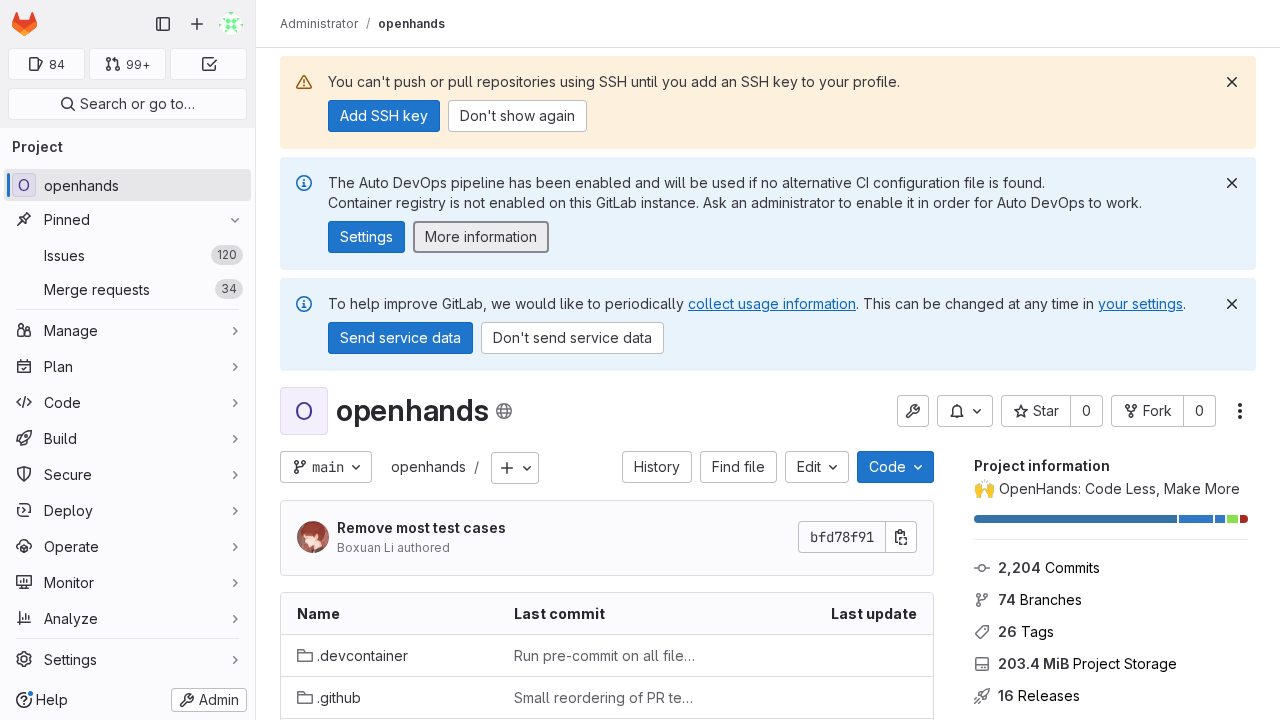 Administrator / openhands
84
99+
Search or go to…
Project
O openhands
Pinned
Issues 120
Merge requests 34
Manage
Plan
Code
Build
Secure
Deploy
Operate
Monitor
Analyze
Settings
Help
Admin
You can't push or pull repositories using SSH until you add an SSH key to your profile.
Add SSH key
Don't show again
The Auto DevOps pipeline has been enabled and will be used if no alternative CI configuration file is found.
Container registry is not enabled on this GitLab instance. Ask an administrator to enable it in order for Auto DevOps to work.
Settings
More information
To help improve GitLab, we would like to periodically collect usage information. This can be changed at any time in your settings.
Send service data
Don't send service data
O openhands
Star 0
Fork 0
main
openhands /
History
Find file
Edit
Code
Remove most test cases
Boxuan Li authored
bfd78f91
Name Last commit Last update
.devcontainer Run pre-commit on all file…
.github Small reordering of PR te…
Project information
🙌 OpenHands: Code Less, Make More
2,204 Commits
74 Branches
26 Tags
203.4 MiB Project Storage
16 Releases